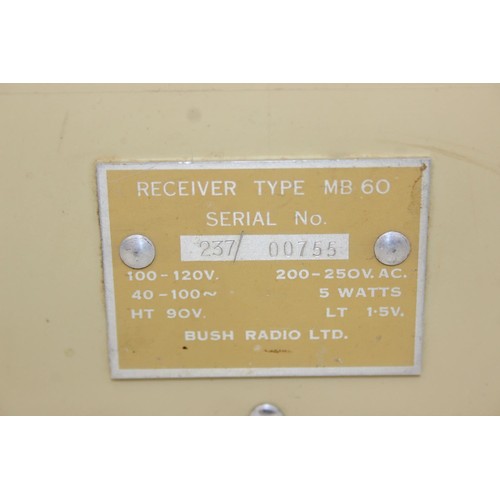 RECEIVER TYPE MB 60
SERIAL No.
237/ 00755
100-120V. 200-250V. AC.
40-100~ 5 WATTS
HT 90V. LT 1·5V.
BUSH RADIO LTD.